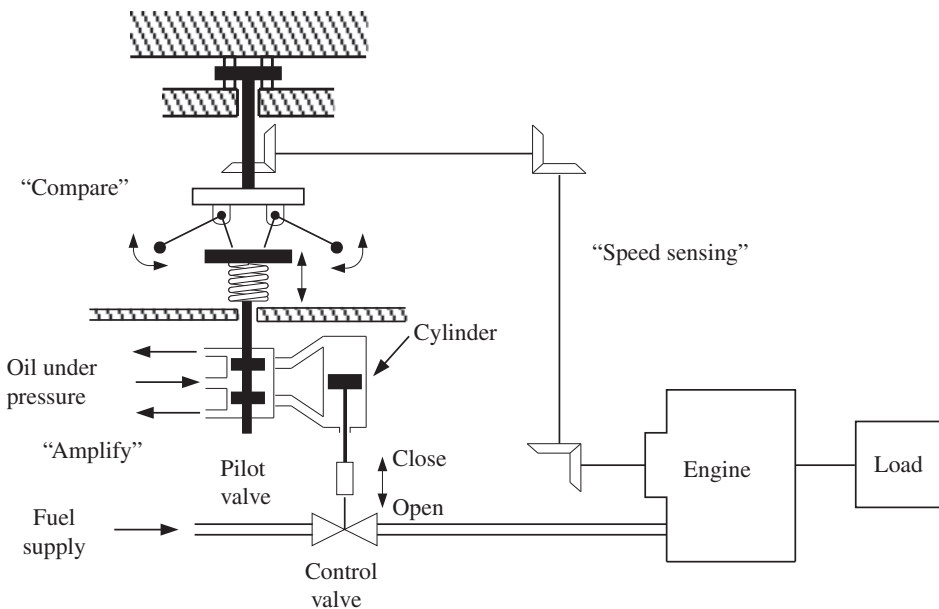 “Compare”
“Speed sensing”
Cylinder
Oil under
pressure
“Amplify”
Pilot
valve
Close
Open
Engine
Load
Fuel
supply
Control
valve